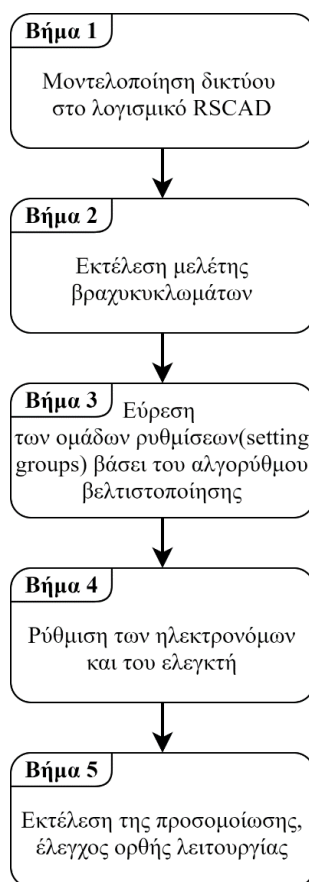 Βήμα 1
Μοντελοποίηση δικτύου
στο λογισμικό RSCAD
Βήμα 2
Εκτέλεση μελέτης
βραχυκυκλωμάτων
Βήμα 3
Εύρεση
των ομάδων ρυθμίσεων(setting
groups) βάσει του αλγορύθμου
βελτιστοποίησης
Βήμα 4
Ρύθμιση των ηλεκτρονόμων
και του ελεγκτή
Βήμα 5
Εκτέλεση της προσομοίωσης,
έλεγχος ορθής λειτουργίας